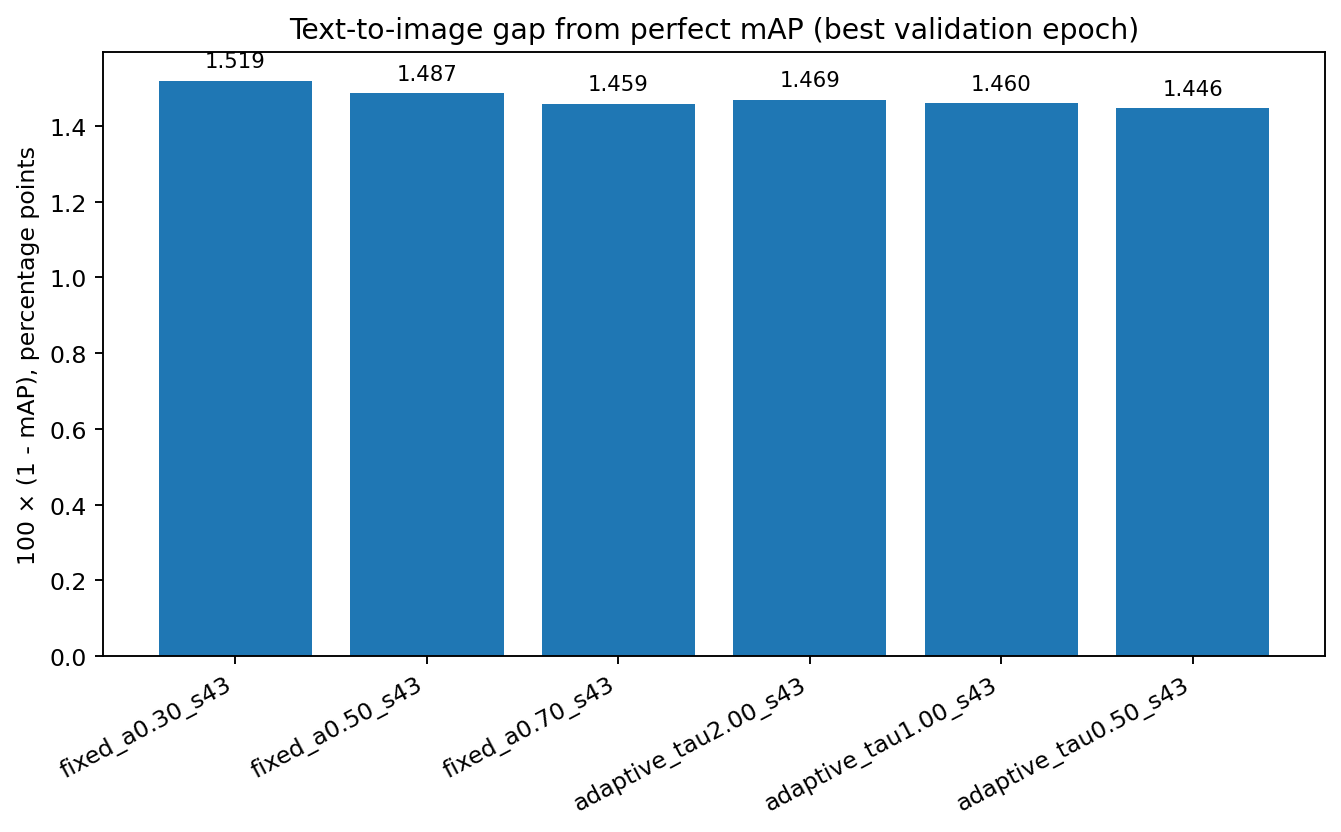 Text-to-image gap from perfect mAP (best validation epoch)
100 × (1 - mAP), percentage points
1.4
1.2
1.0
0.8
0.6
0.4
0.2
0.0
1.519
1.487
1.459
1.469
1.460
1.446
fixed_a0.30_s43
fixed_a0.50_s43
fixed_a0.70_s43
adaptive_tau2.00_s43
adaptive_tau1.00_s43
adaptive_tau0.50_s43